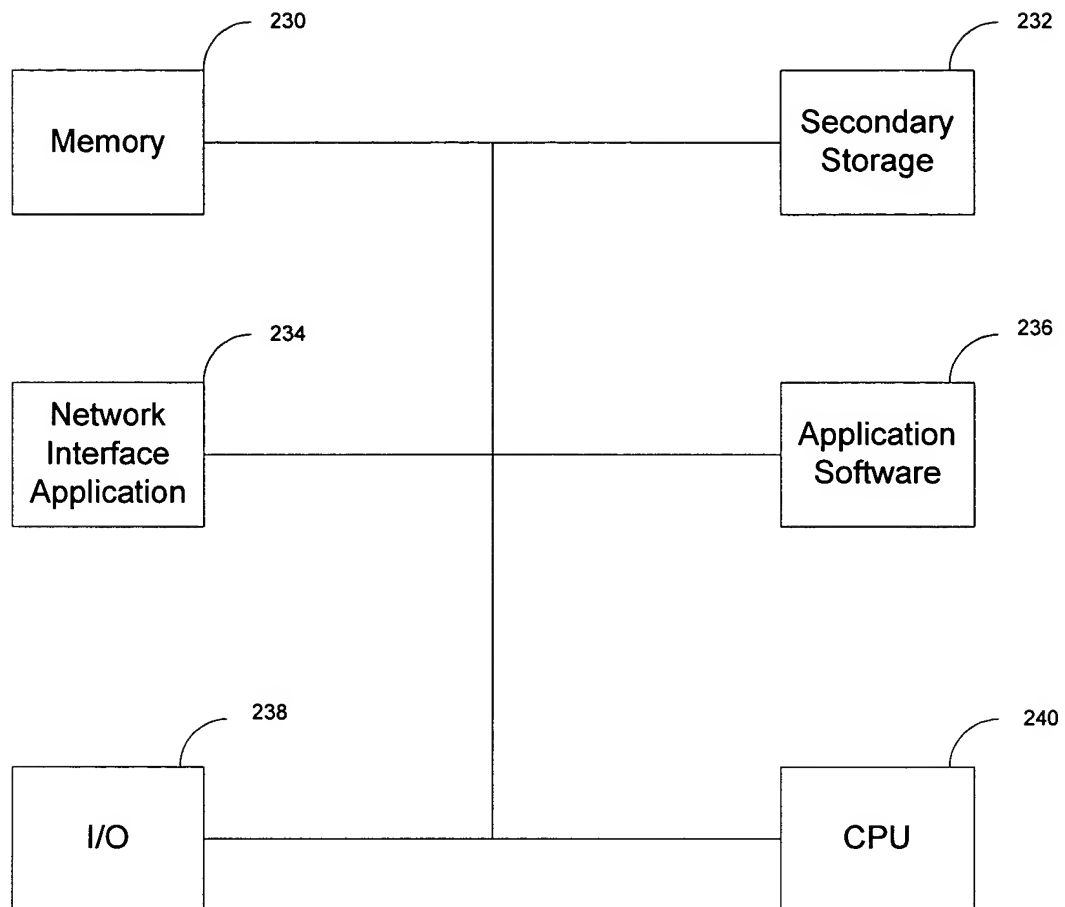 230
232
Memory
Secondary
Storage
234
236
Network
Interface
Application
Application
Software
238
240
I/O
CPU